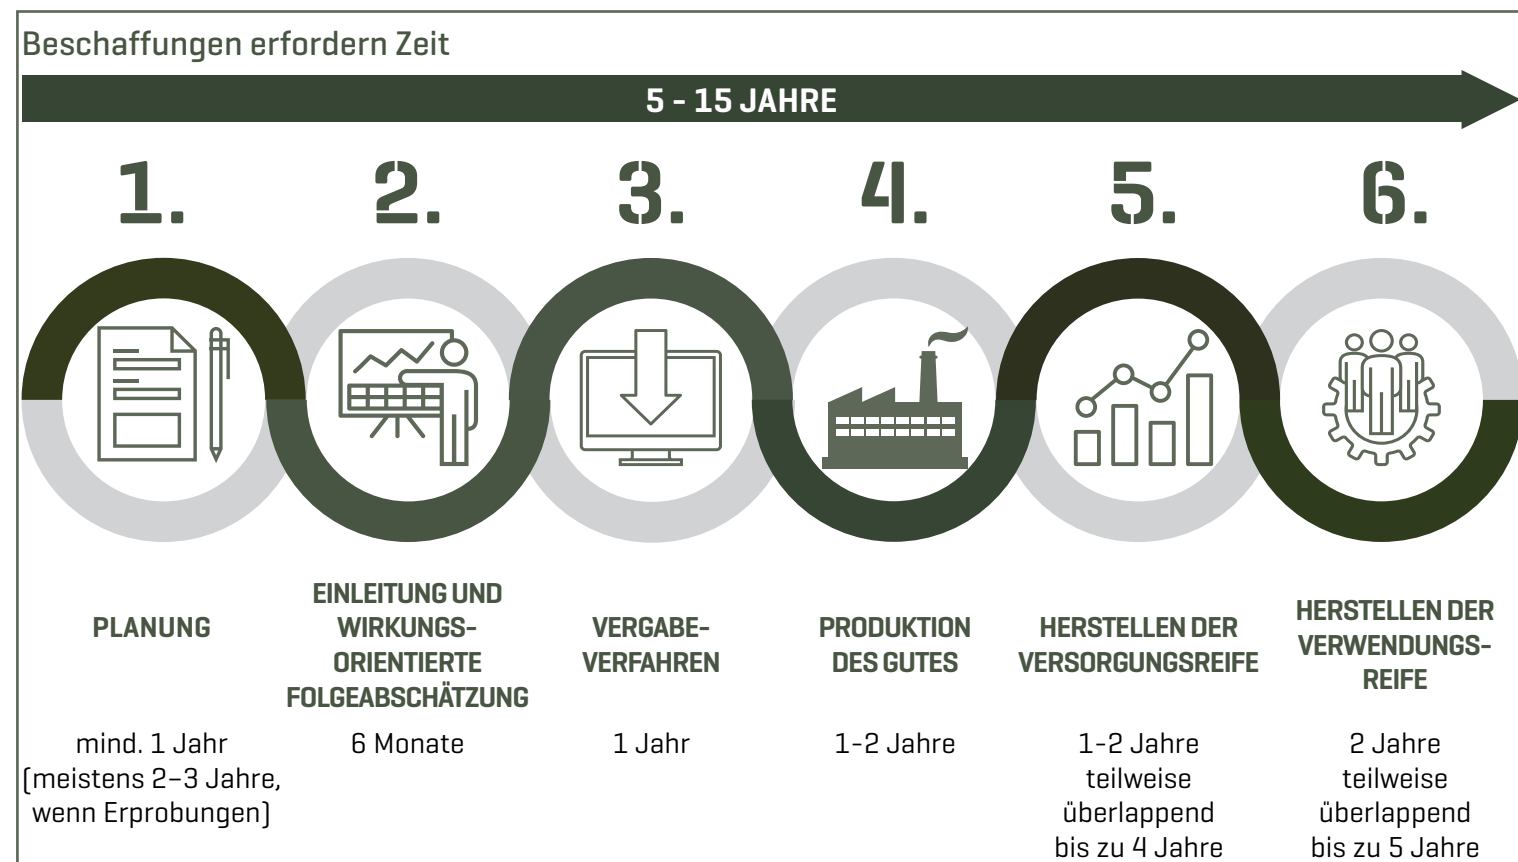 Beschaffungen erfordern Zeit
5 - 15 JAHRE
1.
2.
3.
4.
5.
6.
PLANUNG
EINLEITUNG UND
WIRKUNGS-
ORIENTIERTE
FOLGEABSCHÄTZUNG
VERGABE-
VERFAHREN
PRODUKTION
DES GUTES
HERSTELLEN DER
VERSORGUNGSREIFE
HERSTELLEN DER
VERWENDUNGS-
REIFE
mind. 1 Jahr
(meistens 2–3 Jahre,
wenn Erprobungen)
6 Monate
1 Jahr
1-2 Jahre
1-2 Jahre
teilweise
überlappend
bis zu 4 Jahre
2 Jahre
teilweise
überlappend
bis zu 5 Jahre